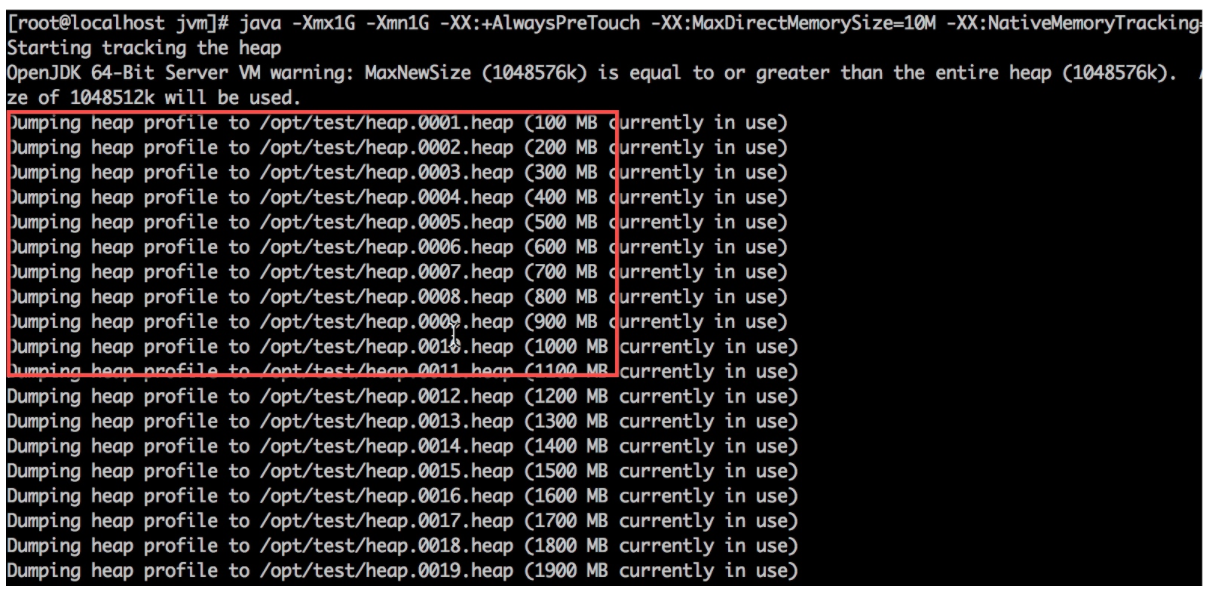 [root@localhost jvm]# java -Xmx1G -Xmn1G -XX:+AlwaysPreTouch -XX:MaxDirectMemorySize=10M -XX:NativeMemoryTracking=
Starting tracking the heap
OpenJDK 64-Bit Server VM warning: MaxNewSize (1048576k) is equal to or greater than the entire heap (1048576k).
ze of 1048512k will be used.
Dumping heap profile to /opt/test/heap.0001.heap (100 MB currently in use)
Dumping heap profile to /opt/test/heap.0002.heap (200 MB currently in use)
Dumping heap profile to /opt/test/heap.0003.heap (300 MB currently in use)
Dumping heap profile to /opt/test/heap.0004.heap (400 MB currently in use)
Dumping heap profile to /opt/test/heap.0005.heap (500 MB currently in use)
Dumping heap profile to /opt/test/heap.0006.heap (600 MB currently in use)
Dumping heap profile to /opt/test/heap.0007.heap (700 MB currently in use)
Dumping heap profile to /opt/test/heap.0008.heap (800 MB currently in use)
Dumping heap profile to /opt/test/heap.0009.heap (900 MB currently in use)
Dumping heap profile to /opt/test/heap.0010.heap (1000 MB currently in use)
Dumping heap profile to /opt/test/heap.0011.heap (1100 MB currently in use)
Dumping heap profile to /opt/test/heap.0012.heap (1200 MB currently in use)
Dumping heap profile to /opt/test/heap.0013.heap (1300 MB currently in use)
Dumping heap profile to /opt/test/heap.0014.heap (1400 MB currently in use)
Dumping heap profile to /opt/test/heap.0015.heap (1500 MB currently in use)
Dumping heap profile to /opt/test/heap.0016.heap (1600 MB currently in use)
Dumping heap profile to /opt/test/heap.0017.heap (1700 MB currently in use)
Dumping heap profile to /opt/test/heap.0018.heap (1800 MB currently in use)
Dumping heap profile to /opt/test/heap.0019.heap (1900 MB currently in use)